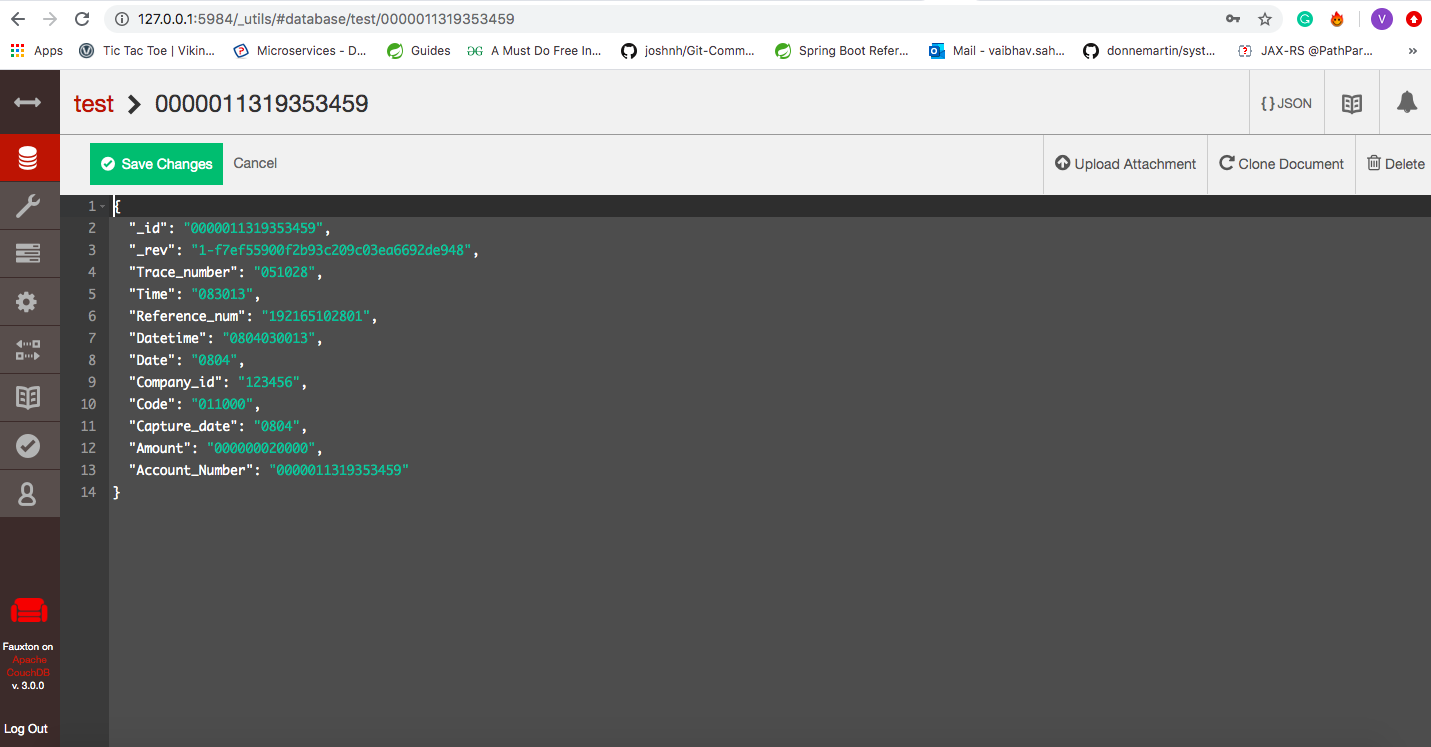 127.0.0.1:5984/_utils/#database/test/0000011319353459
V
Apps Tic Tac Toe | Vikin... Microservices - D... Guides A Must Do Free In... joshnh/Git-Comm... Spring Boot Refer... Mail - vaibhav.sah... donnemartin/syst... JAX-RS @PathPar... »
test > 0000011319353459
{} JSON
Save Changes Cancel Upload Attachment Clone Document Delete
1 {
2 "_id": "0000011319353459",
3 "_rev": "1-f7ef55900f2b93c209c03ea6692de948",
4 "Trace_number": "051028",
5 "Time": "083013",
6 "Reference_num": "192165102801",
7 "Datetime": "0804030013",
8 "Date": "0804",
9 "Company_id": "123456",
10 "Code": "011000",
11 "Capture_date": "0804",
12 "Amount": "000000020000",
13 "Account_Number": "0000011319353459"
14 }
Fauxton on
Apache
CouchDB
v. 3.0.0
Log Out